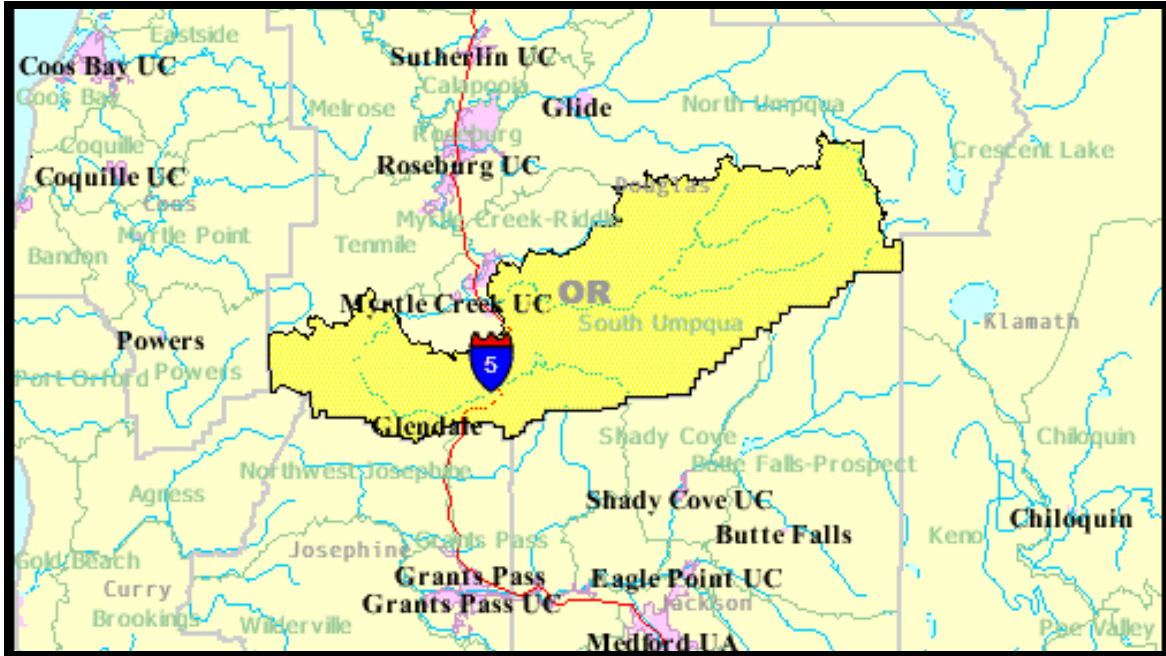 Eastside
Sutherlin UC
Coos Bay UC
Calapooia
Coos Bay
Melrose
Glide
North Umpqua
Roseburg
Coquille
Crescent Lake
Roseburg UC
Coquille UC
Douglas
Coos
Myrtle Creek-Riddle
Myrtle Point
Tenmile
Bandon
OR
Myrtle Creek UC
South Umpqua
Klamath
Powers
5
Port Orford
Powers
Glendale
Shady Cove
Chiloquin
Butte Falls-Prospect
Northwest Josephine
Agness
Shady Cove UC
Chiloquin
Butte Falls
Keno
Grants Pass
Josephine
Gold Beach
Grants Pass
Eagle Point UC
Curry
Grants Pass UC
Jackson
Brookings
Wilderville
Poe Valley
Medford UA